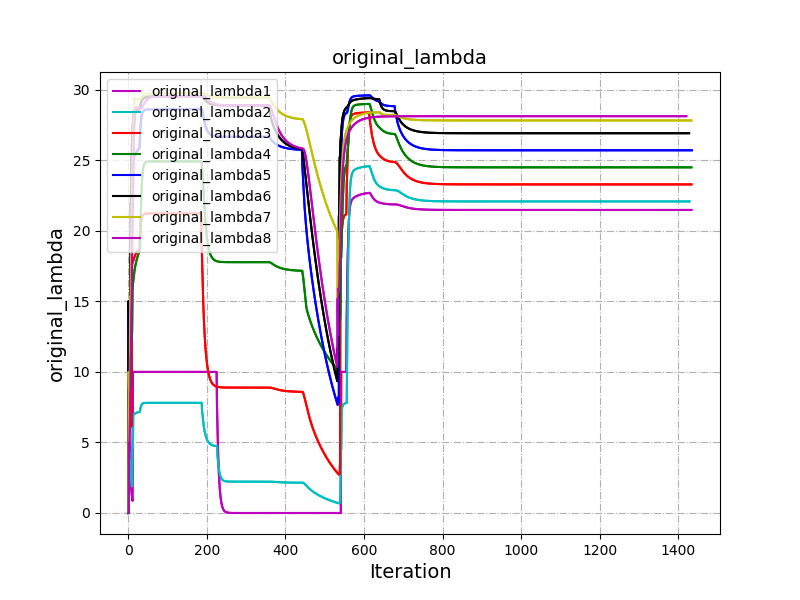 original_lambda
original_lambda
30
25
20
15
10
5
0
original_lambda1
original_lambda2
original_lambda3
original_lambda4
original_lambda5
original_lambda6
original_lambda7
original_lambda8
0 200 400 600 800 1000 1200 1400
Iteration